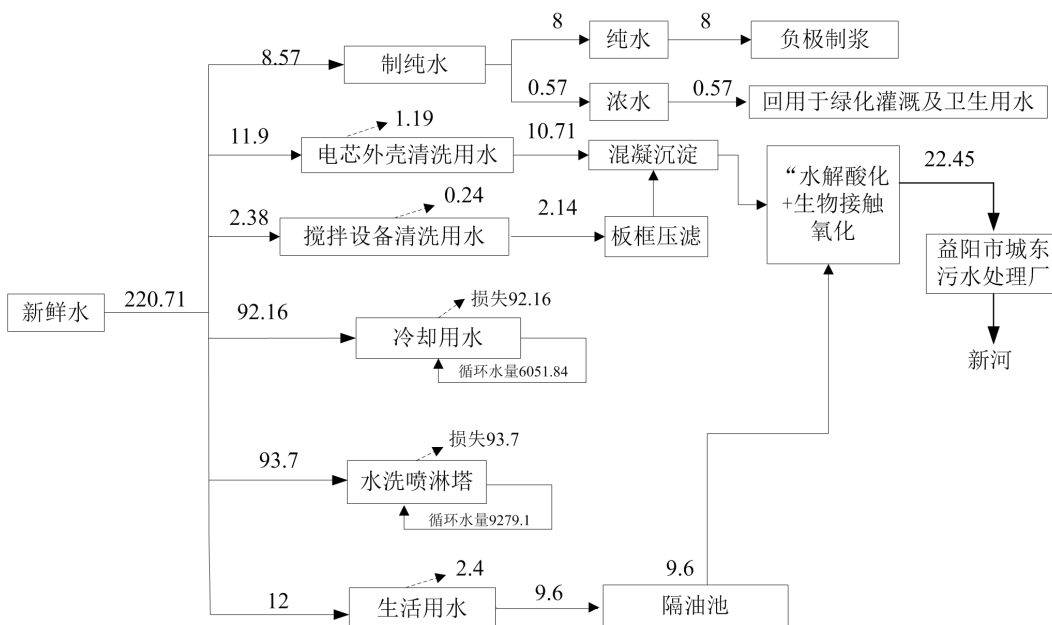 8
8
纯水
负极制浆
8.57
制纯水
0.57
浓水
0.57
回用于绿化灌溉及卫生用水
1.19
11.9
电芯外壳清洗用水
10.71
混凝沉淀
“水解酸化
+生物接触
氧化
22.45
0.24
2.38
搅拌设备清洗用水
2.14
板框压滤
益阳市城东
污水处理厂
新河
新鲜水
220.71
损失92.16
92.16
冷却用水
循环水量6051.84
损失93.7
93.7
水洗喷淋塔
循环水量9279.1
2.4
12
生活用水
9.6
隔油池
9.6